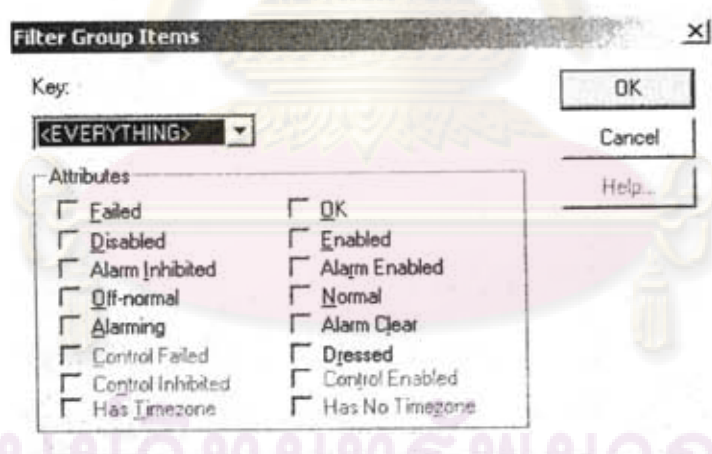 Filter Group Items
Key:
<EVERYTHING>
OK
Cancel
Help...
Attributes
Failed
OK
Disabled
Enabled
Alarm Inhibited
Alarm Enabled
Off-normal
Normal
Alarming
Alarm Clear
Control Failed
Dressed
Control Inhibited
Control Enabled
Has Timezone
Has No Timezone